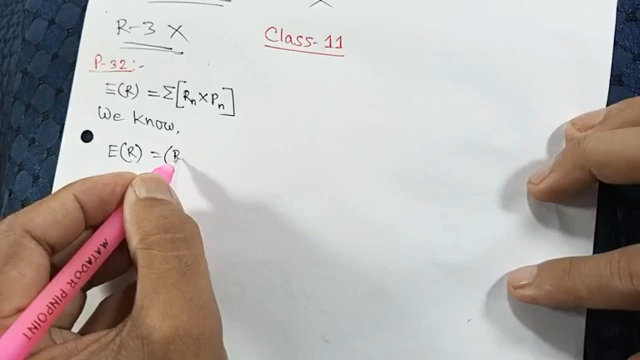 R-3 X
Class-11
P-32:-
E(R) = Σ[Rn×Pn]
We know,
E(R) = (R
MATADOR PINPOINT